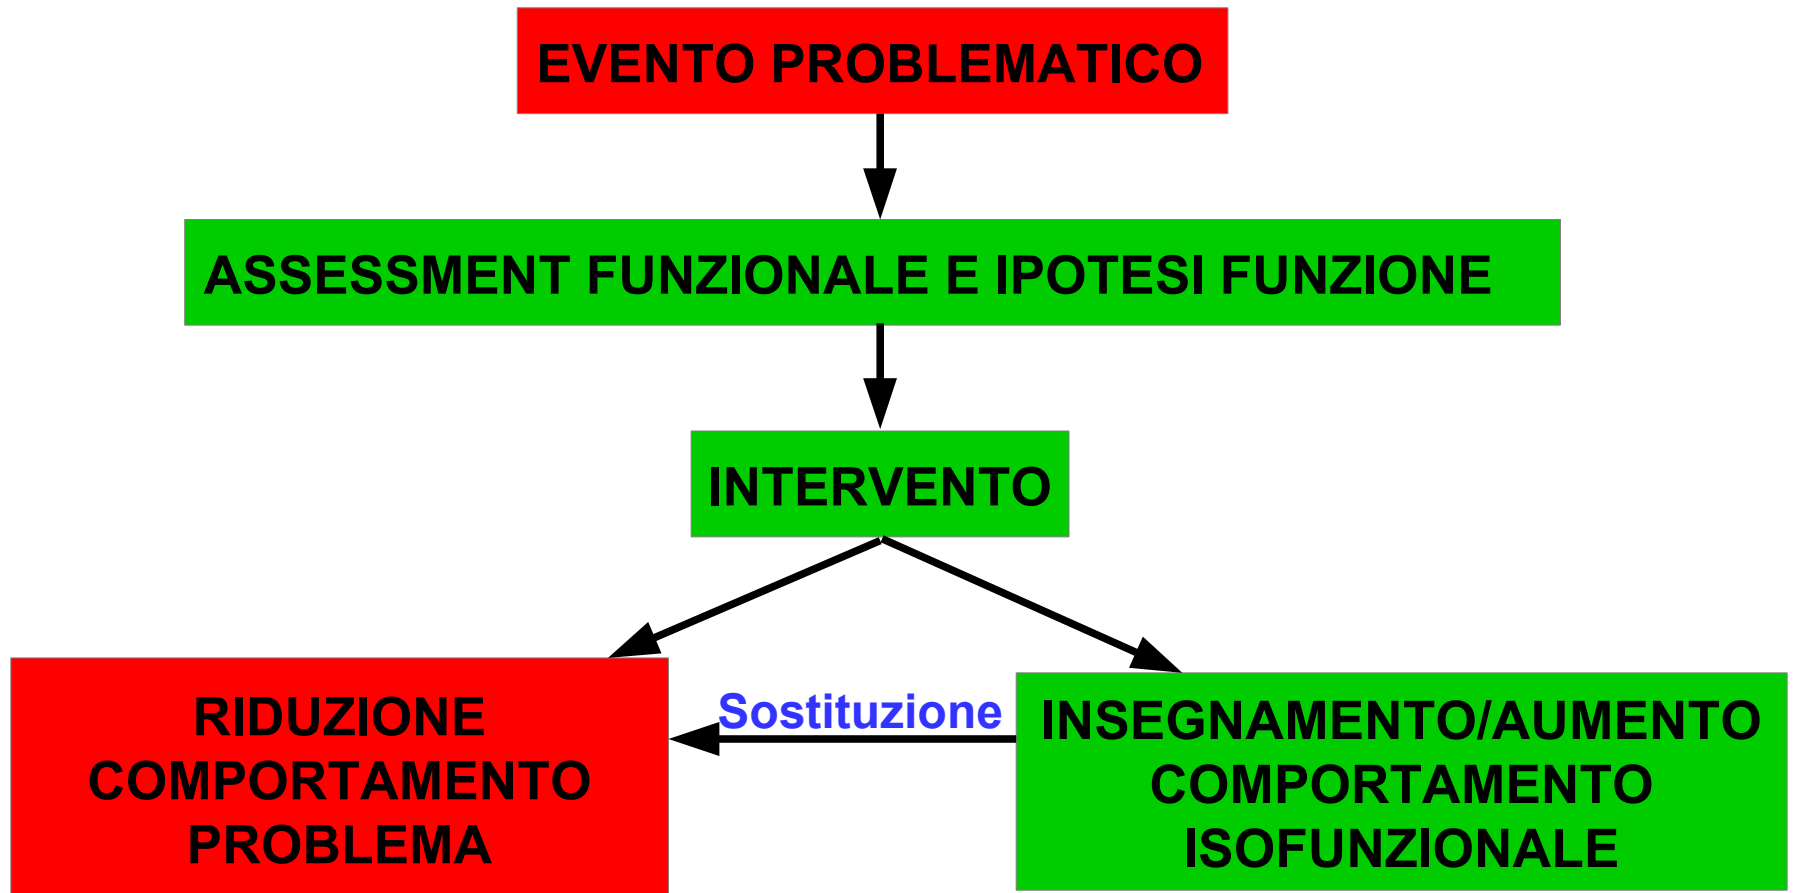 EVENTO PROBLEMATICO
ASSESSMENT FUNZIONALE E IPOTESI FUNZIONE
INTERVENTO
RIDUZIONE
COMPORTAMENTO
PROBLEMA
Sostituzione
INSEGNAMENTO/AUMENTO
COMPORTAMENTO
ISOFUNZIONALE